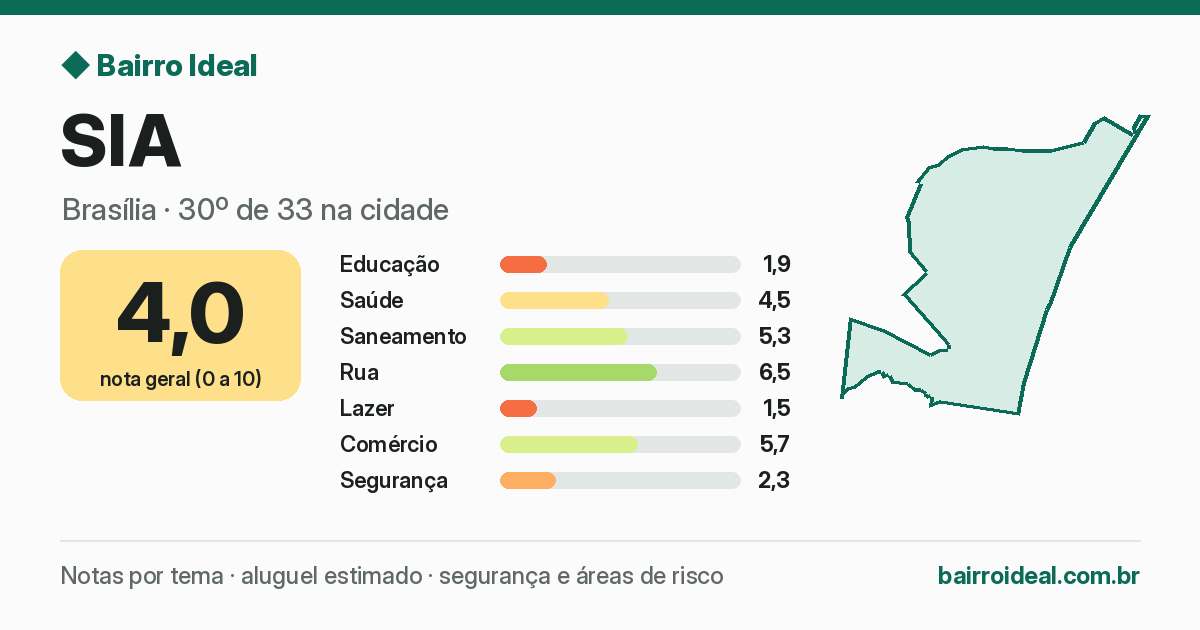 Bairro Ideal
SIA
Brasília · 30º de 33 na cidade
4,0
nota geral (0 a 10)
Educação 1,9
Saúde 4,5
Saneamento 5,3
Rua 6,5
Lazer 1,5
Comércio 5,7
Segurança 2,3
Notas por tema · aluguel estimado · segurança e áreas de risco
bairroideal.com.br